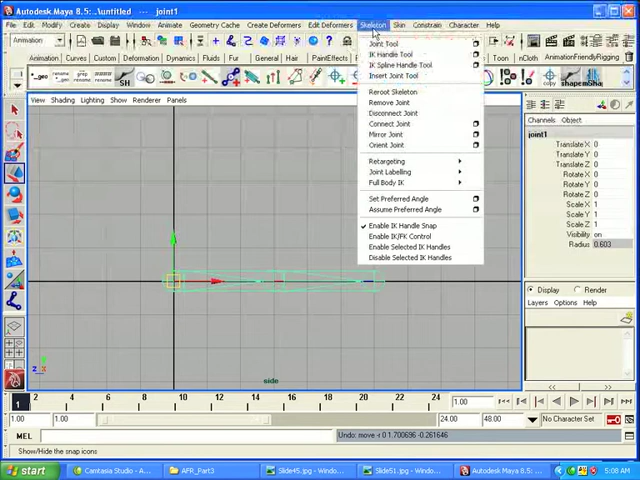 Autodesk Maya 8.5: ..\untitled --- joint1
File Edit Modify Create Display Window Animate Geometry Cache Create Deformers Edit Deformers Skeleton Skin Constrain Character Help
Animation
General Curves Surfaces Polygons Subdivs Deformation Animation Dynamics Rendering PaintEffects Toon Muscle Fluids Fur Hair nCloth AnimationFriendlyRigging
_geo
SH
copy
View Shading Lighting Show Renderer Panels
Joint Tool
IK Handle Tool
IK Spline Handle Tool
Insert Joint Tool
Reroot Skeleton
Remove Joint
Disconnect Joint
Connect Joint
Mirror Joint
Orient Joint
Retargeting
Joint Labelling
Full Body IK
Set Preferred Angle
Assume Preferred Angle
Enable IK Handle Snap
Enable IK/FK Control
Enable Selected IK Handles
Disable Selected IK Handles
Channels Object
joint1
Translate X 0
Translate Y 0
Translate Z 0
Rotate X 0
Rotate Y 0
Rotate Z 0
Scale X 1
Scale Y 1
Scale Z 1
Visibility on
Radius 0.603
Display Render
Layers Options Help
side
2 4 6 8 10 12 14 16 18 20 22 24
1
1.00
1.00 1.00 24.00 48.00 No Character Set
MEL Undo: move -r 0 1.700696 -0.261646
Show/Hide the snap icons
start Camtasia Studio - A... AFR_Part3 Slide45.jpg - Windo... Slide51.jpg - Windo... Autodesk Maya 8.5: ... 5:08 AM